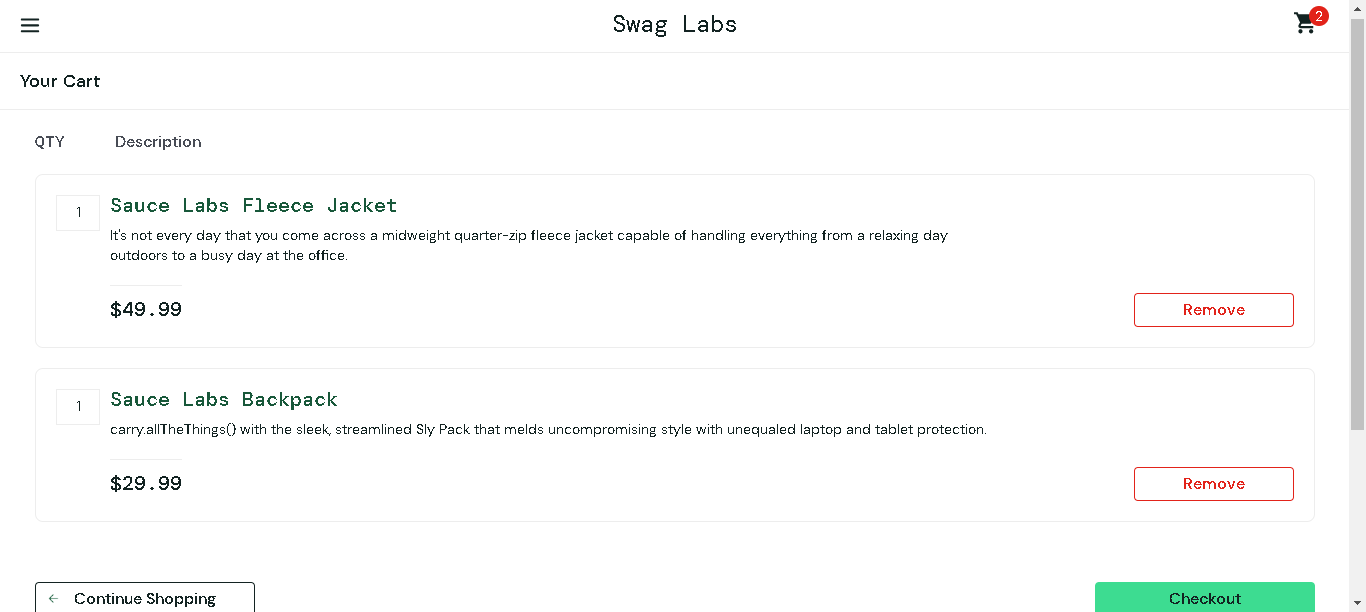 Swag Labs
2
Your Cart
QTY Description
1
Sauce Labs Fleece Jacket
It's not every day that you come across a midweight quarter-zip fleece jacket capable of handling everything from a relaxing day
outdoors to a busy day at the office.
$49.99
Remove
1
Sauce Labs Backpack
carry.allTheThings() with the sleek, streamlined Sly Pack that melds uncompromising style with unequaled laptop and tablet protection.
$29.99
Remove
Continue Shopping
Checkout